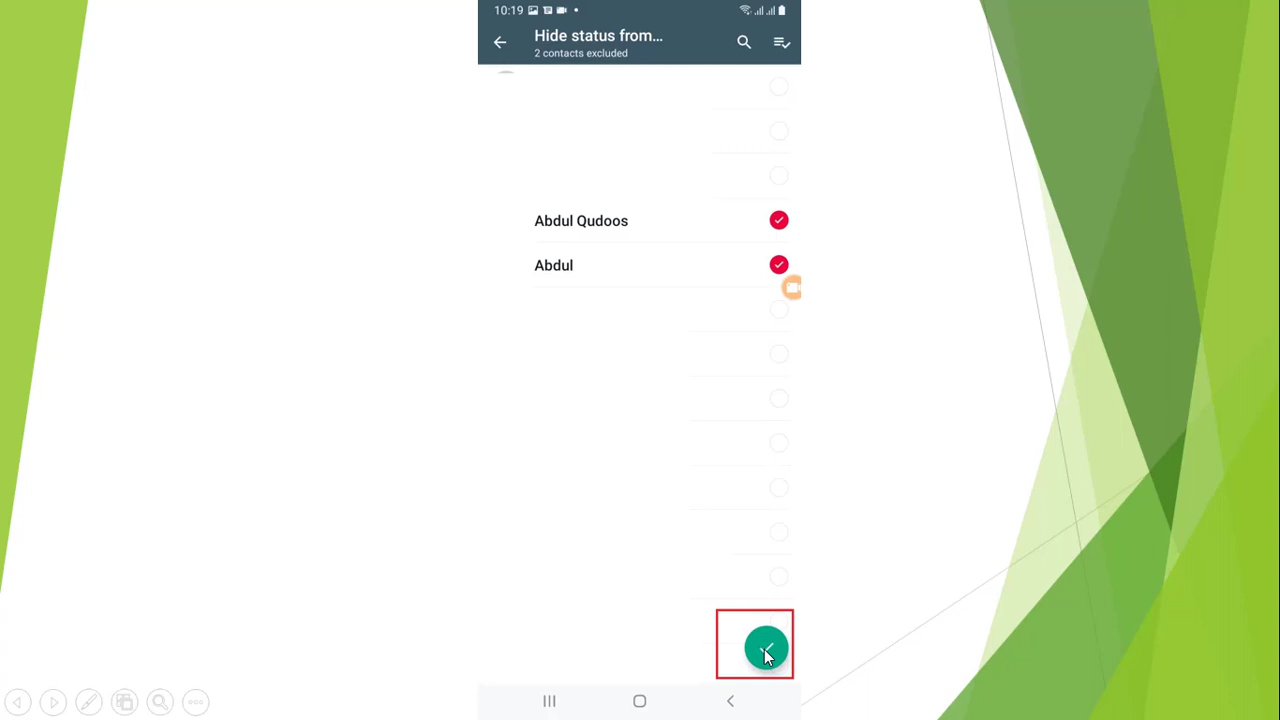 10:19
Hide status from...
2 contacts excluded
Abdul Qudoos
Abdul